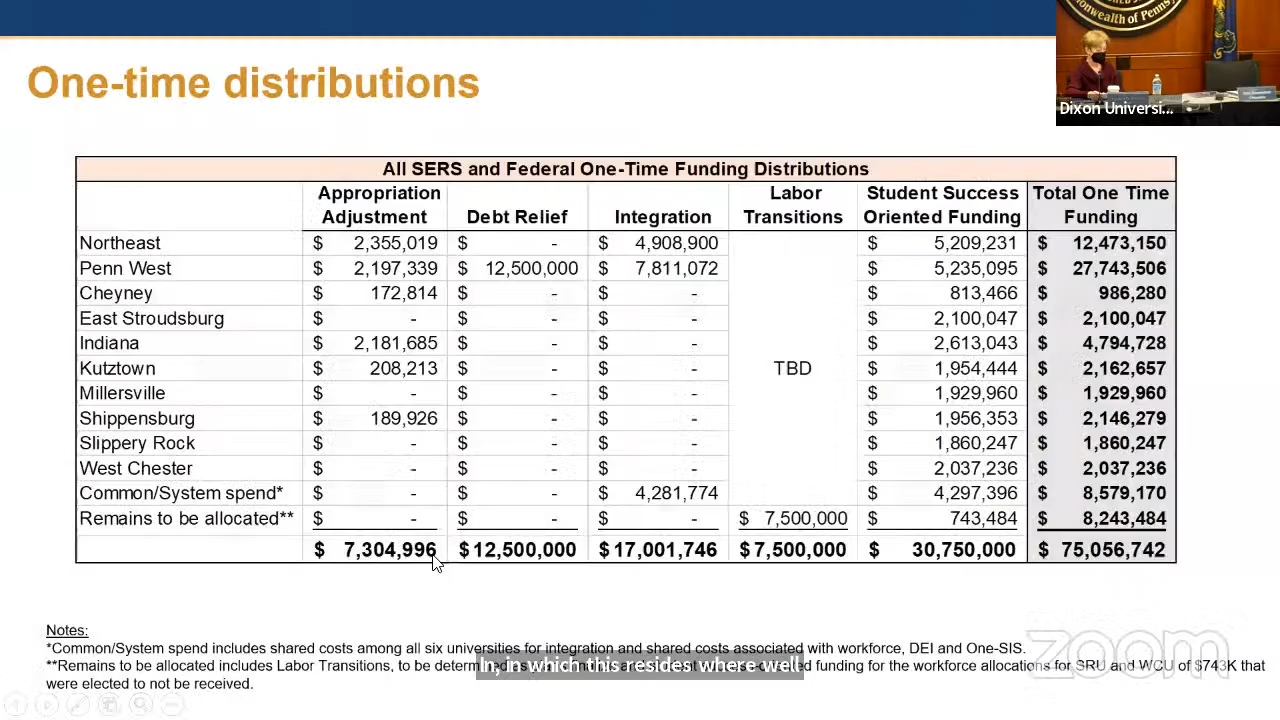 One-time distributions
ommonwealth of Pennsy
Dixon Universi...
All SERS and Federal One-Time Funding Distributions
Appropriation Adjustment Debt Relief Integration Labor Transitions Student Success Oriented Funding Total One Time Funding
Northeast $ 2,355,019 $ - $ 4,908,900 $ 5,209,231 $ 12,473,150
Penn West $ 2,197,339 $ 12,500,000 $ 7,811,072 $ 5,235,095 $ 27,743,506
Cheyney $ 172,814 $ - $ - $ 813,466 $ 986,280
East Stroudsburg $ - $ - $ - $ 2,100,047 $ 2,100,047
Indiana $ 2,181,685 $ - $ - $ 2,613,043 $ 4,794,728
Kutztown $ 208,213 $ - $ - TBD $ 1,954,444 $ 2,162,657
Millersville $ - $ - $ - $ 1,929,960 $ 1,929,960
Shippensburg $ 189,926 $ - $ - $ 1,956,353 $ 2,146,279
Slippery Rock $ - $ - $ - $ 1,860,247 $ 1,860,247
West Chester $ - $ - $ - $ 2,037,236 $ 2,037,236
Common/System spend* $ - $ - $ 4,281,774 $ 4,297,396 $ 8,579,170
Remains to be allocated** $ - $ - $ - $ 7,500,000 $ 743,484 $ 8,243,484
$ 7,304,996 $12,500,000 $17,001,746 $7,500,000 $ 30,750,000 $ 75,056,742
Notes:
*Common/System spend includes shared costs among all six universities for integration and shared costs associated with workforce, DEI and One-SIS.
**Remains to be allocated includes Labor Transitions, to be determined funding for the workforce allocations for SRU and WCU of $743K that
were elected to not be received.
In, in which this resides where well
zoom